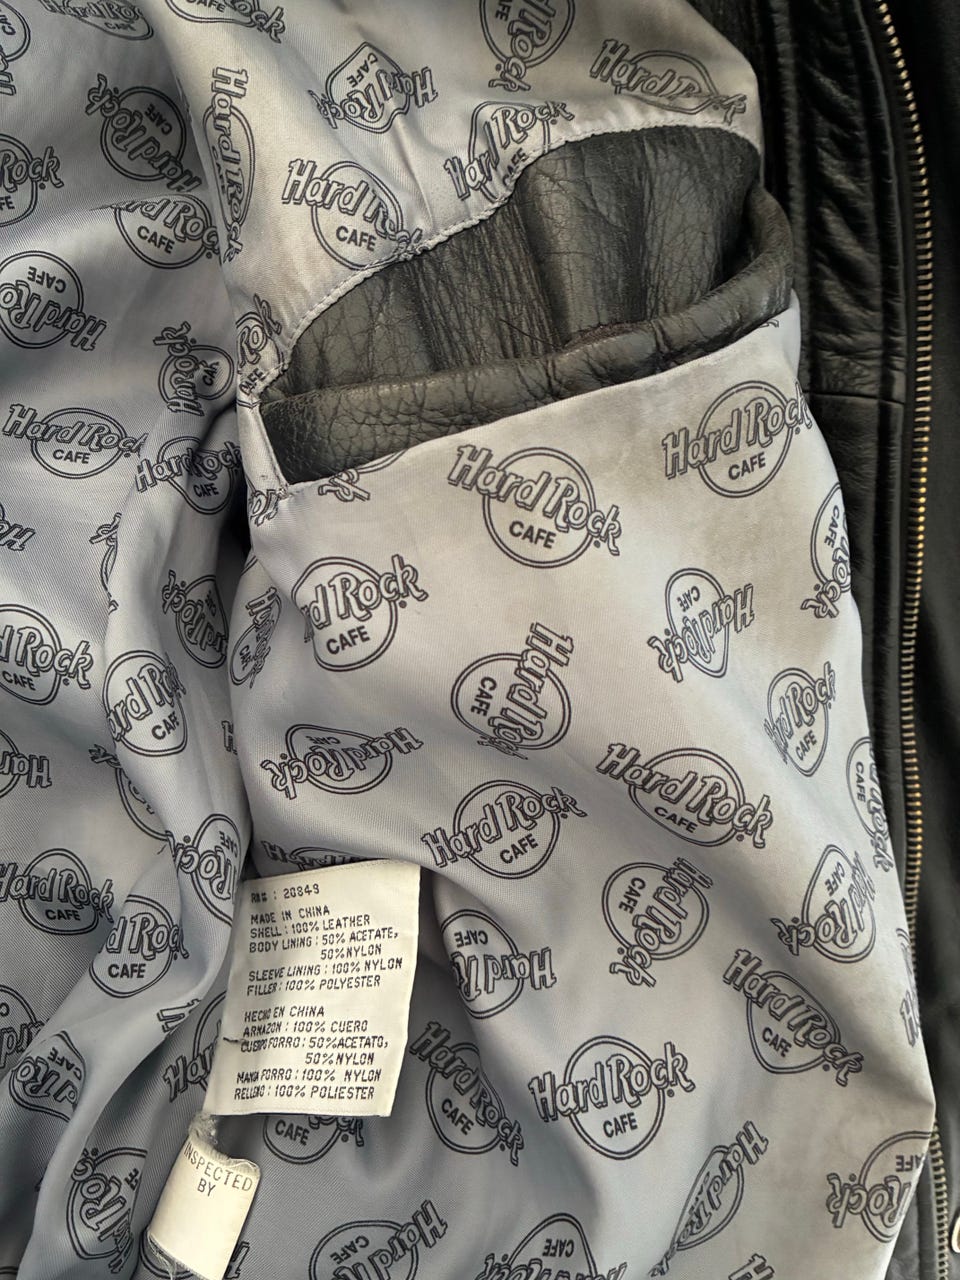 Hard Rock
CAFE
RN# : 20849
MADE IN CHINA
SHELL : 100% LEATHER
BODY LINING : 50% ACETATE,
50% NYLON
SLEEVE LINING : 100% NYLON
FILLER : 100% POLYESTER
HECHO EN CHINA
ARMAZON : 100% CUERO
CUERPO FORRO : 50% ACETATO,
50% NYLON
MANGA FORRO : 100% NYLON
RELLENO : 100% POLIESTER
INSPECTED
BY